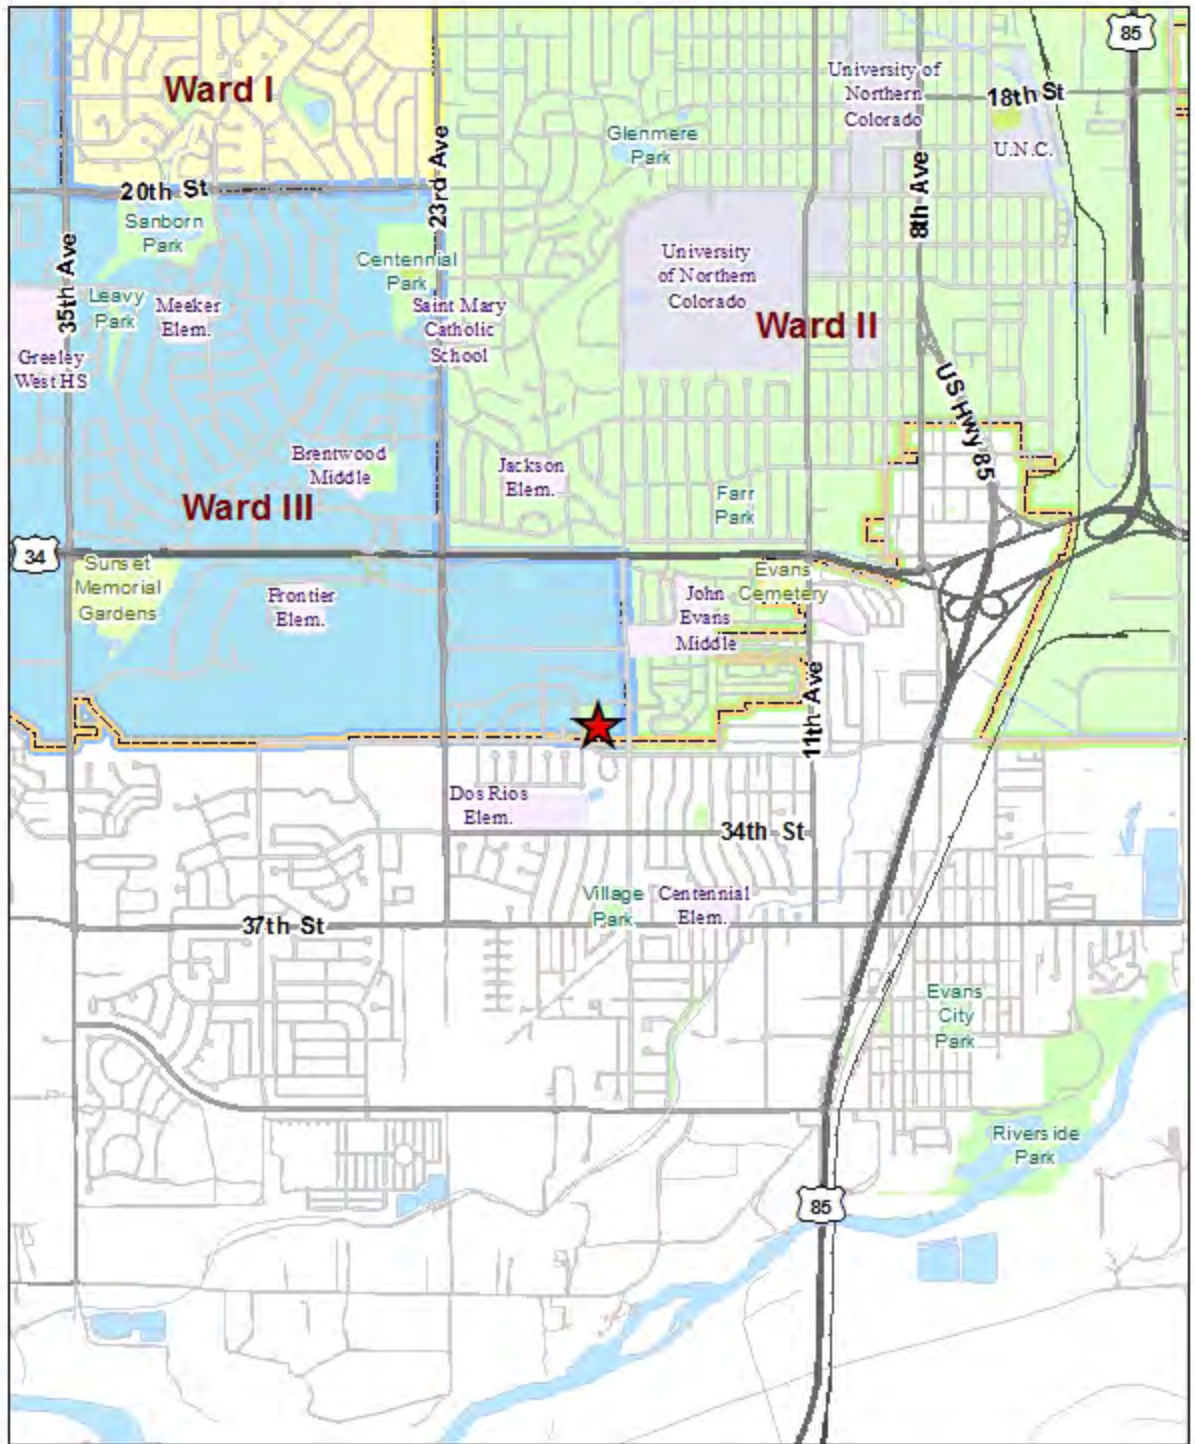 85
Ward I
University of
Northern
Colorado
18th St
Glenmere
Park
U.N.C.
20th St
23rd Ave
8th Ave
Sanborn
Park
35th Ave
Centennial
Park
University
of Northern
Colorado
Leavy
Park
Meeker
Elem.
Saint Mary
Catholic
School
Ward II
Greeley
West HS
US Hwy 85
Brentwood
Middle
Jackson
Elem.
Farr
Park
Ward III
34
Sunset
Memorial
Gardens
Frontier
Elem.
John
Evans
Middle
Evans
Cemetery
11th Ave
Dos Rios
Elem.
34th St
Village
Park
Centennial
Elem.
37th St
Evans
City
Park
Riverside
Park
85